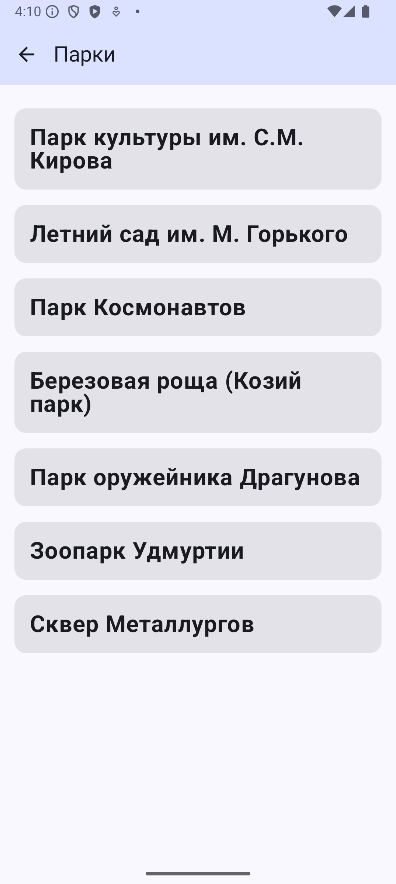 4:10
Парки
Парк культуры им. С.М.
Кирова
Летний сад им. М. Горького
Парк Космонавтов
Березовая роща (Козий
парк)
Парк оружейника Драгунова
Зоопарк Удмуртии
Сквер Металлургов